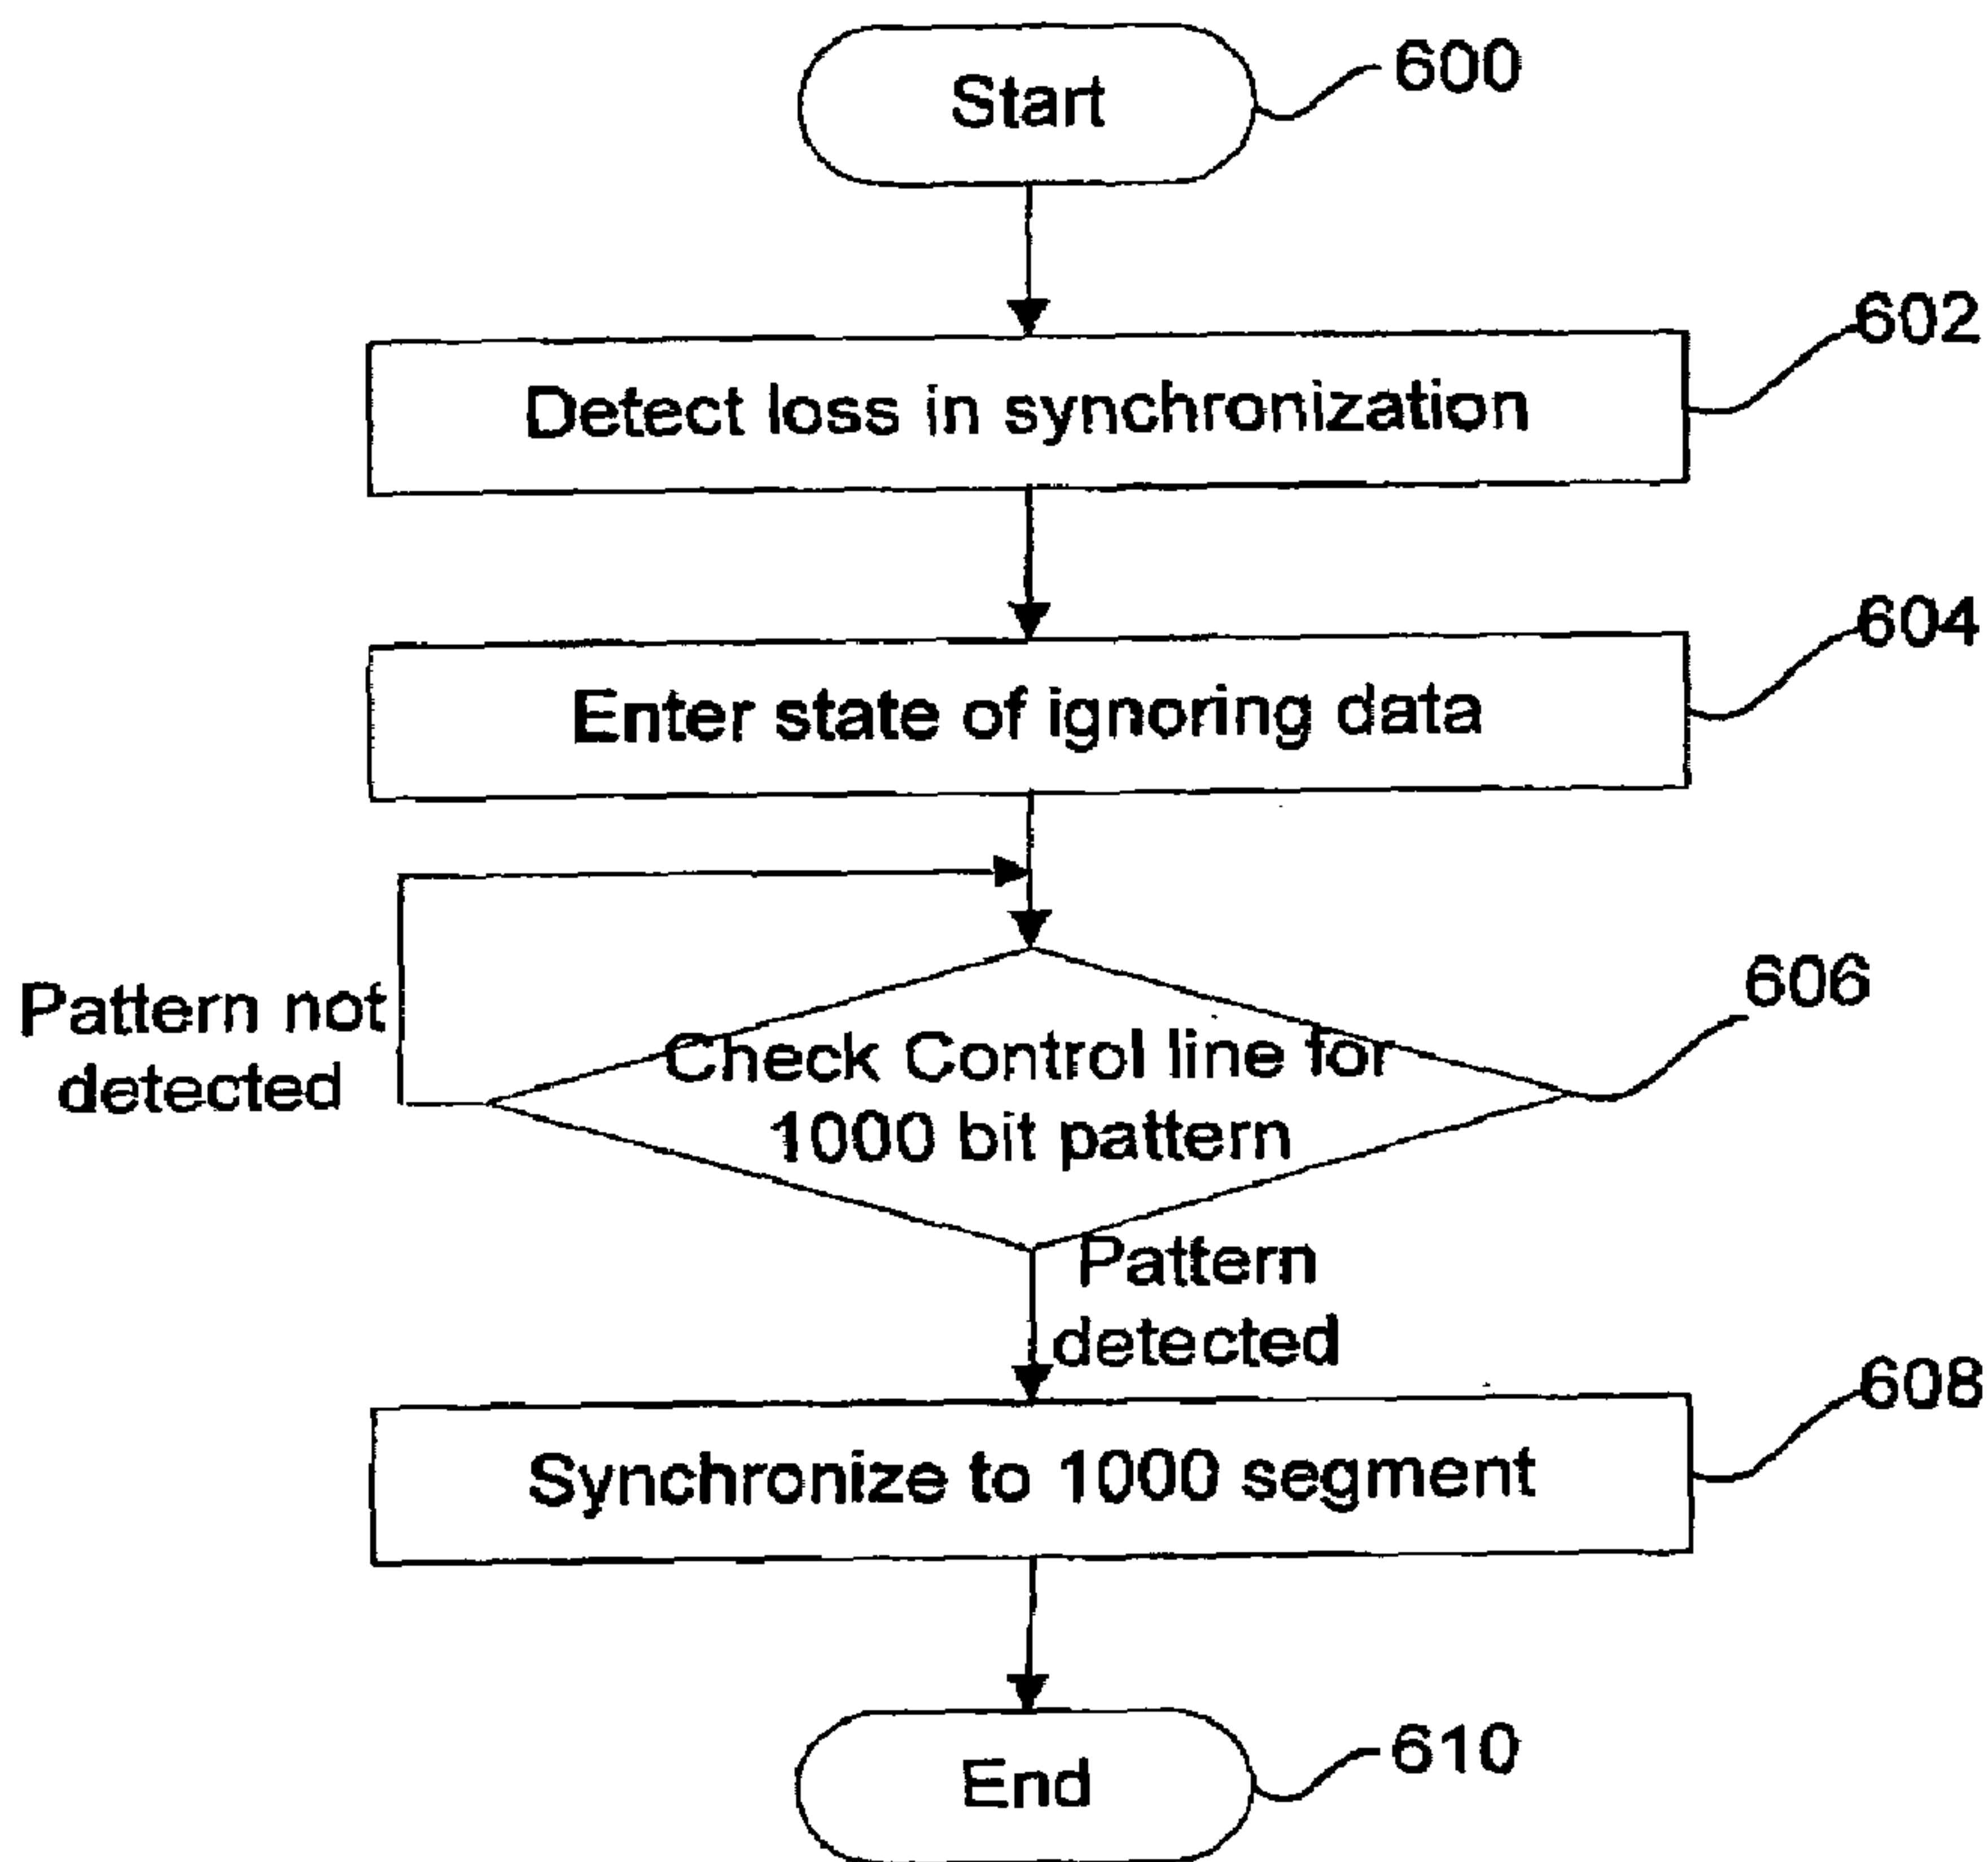 Start
600
602
Detect loss in synchronization
604
Enter state of ignoring data
606
Pattern not
detected
Check Control line for
1000 bit pattern
Pattern
detected
608
Synchronize to 1000 segment
End
610